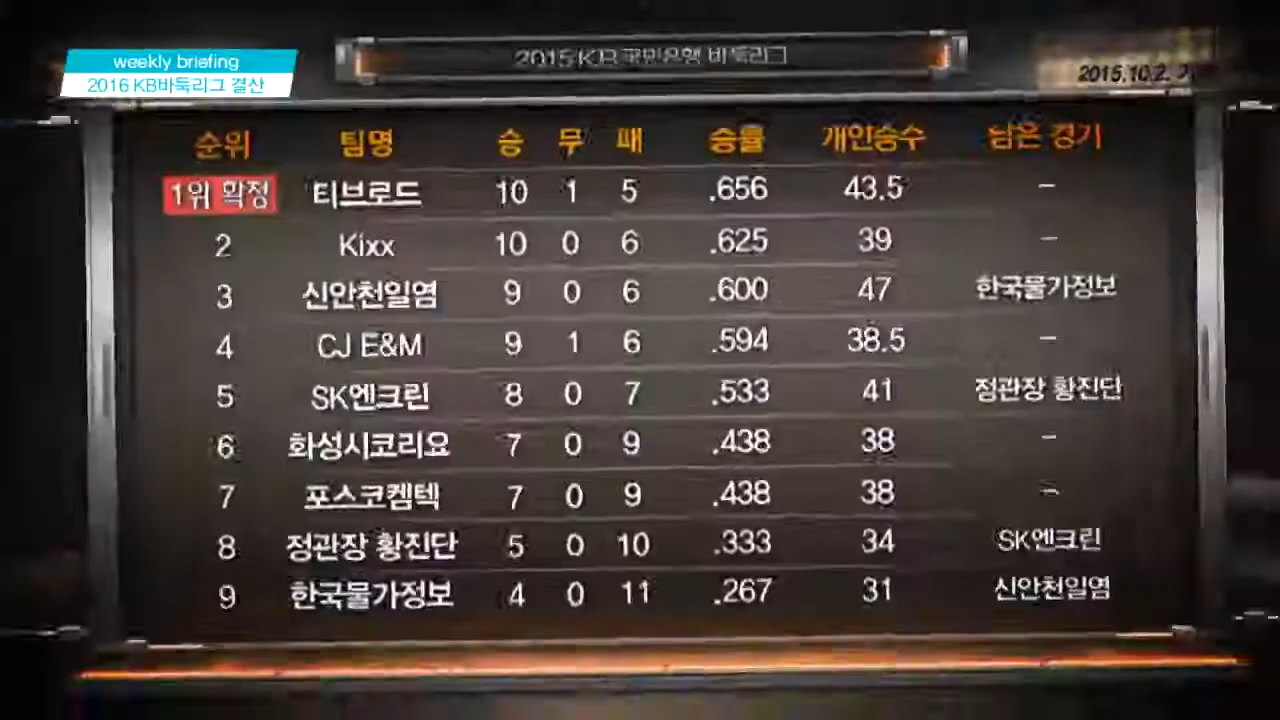 weekly briefing
2016 KB바둑리그 결산
2015 KB 국민은행 바둑리그
2015.10.2.
순위 팀명 승 무 패 승률 개인승수 남은 경기
1위 확정 티브로드 10 1 5 .656 43.5 –
2 Kixx 10 0 6 .625 39 –
3 신안천일염 9 0 6 .600 47 한국물가정보
4 CJ E&M 9 1 6 .594 38.5 –
5 SK엔크린 8 0 7 .533 41 정관장 황진단
6 화성시코리요 7 0 9 .438 38 –
7 포스코켐텍 7 0 9 .438 38 –
8 정관장 황진단 5 0 10 .333 34 SK엔크린
9 한국물가정보 4 0 11 .267 31 신안천일염